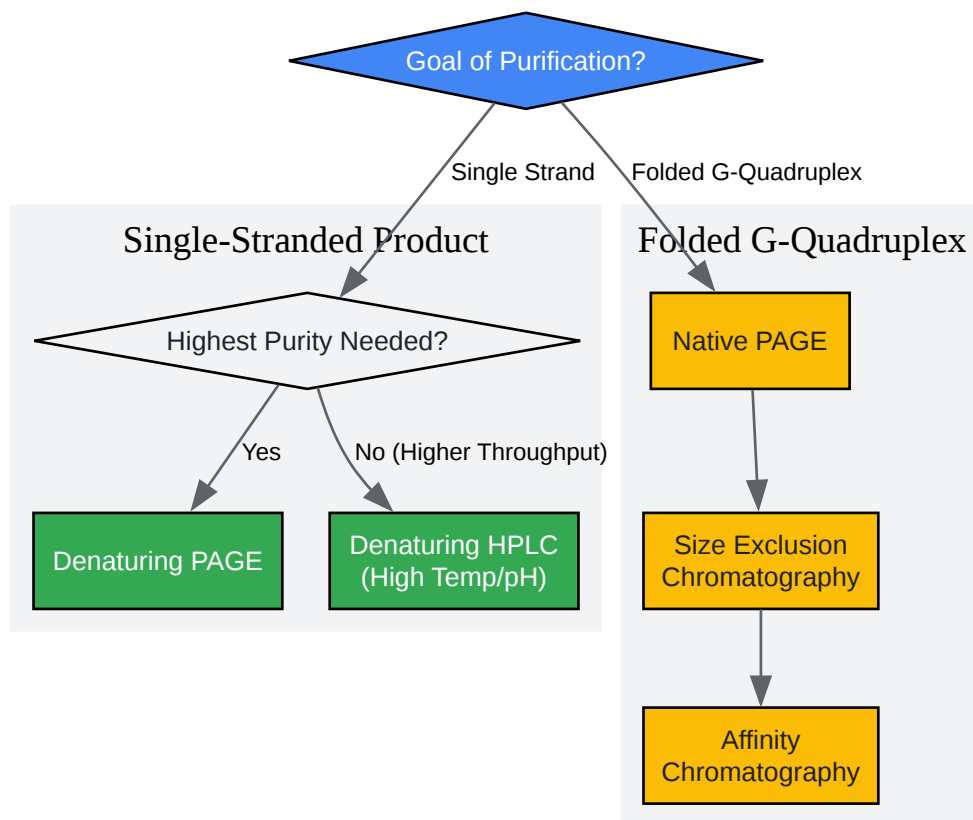 Goal of Purification?
Single Strand
Folded G-Quadruplex
Single-Stranded Product
Folded G-Quadruplex
Highest Purity Needed?
Native PAGE
Yes
No (Higher Throughput)
Denaturing PAGE
Denaturing HPLC
(High Temp/pH)
Size Exclusion
Chromatography
Affinity
Chromatography